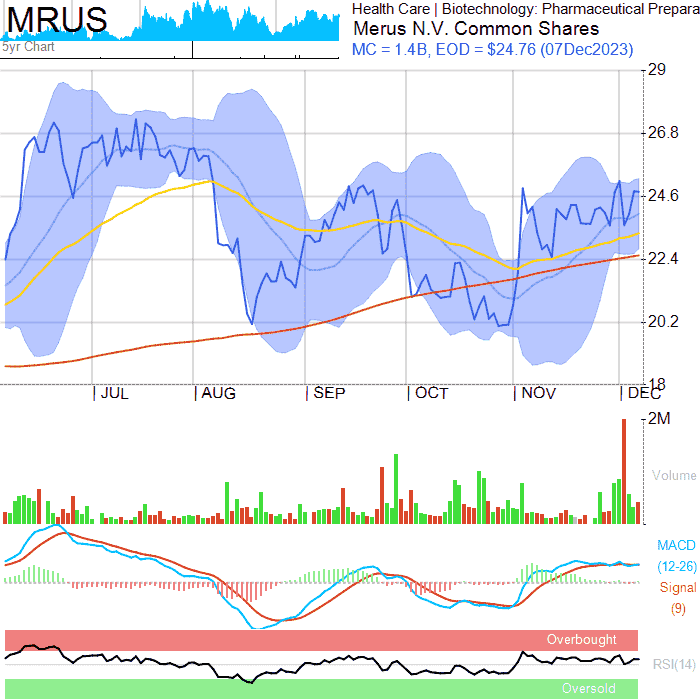 MRUS
5yr Chart
Health Care | Biotechnology: Pharmaceutical Prepara
Merus N.V. Common Shares
MC = 1.4B, EOD = $24.76 (07Dec2023)
29
26.8
24.6
22.4
20.2
18
JUL AUG SEP OCT NOV DEC
2M
Volume
MACD
(12-26)
Signal
(9)
Overbought
RSI(14)
Oversold